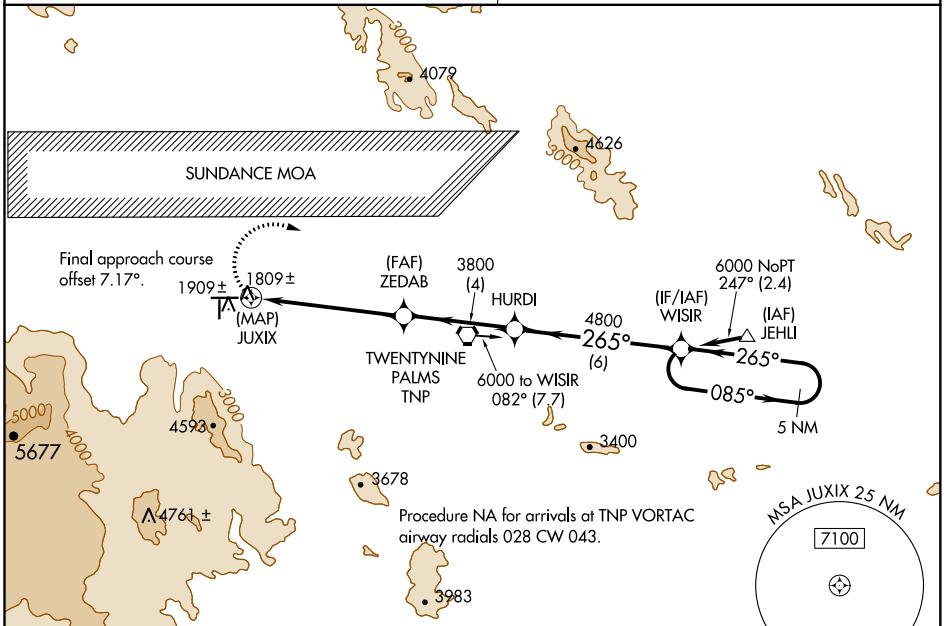 3000
4079
4626
3000
SUNDANCE MOA
Final approach course
offset 7.17°.
1909 ±
1809 ±
(MAP)
JUXIX
(FAF)
ZEDAB
3800
(4)
HURDI
TWENTYNINE
PALMS
TNP
6000 to WISIR
082° (7.7)
4800
265°
(6)
(IF/IAF)
WISIR
6000 NoPT
247° (2.4)
(IAF)
JEHLI
265°
085°
5 NM
3000
5000
4000
5677
4593
4761 ±
3678
3400
3983
Procedure NA for arrivals at TNP VORTAC
airway radials 028 CW 043.
MSA JUXIX 25 NM
7100